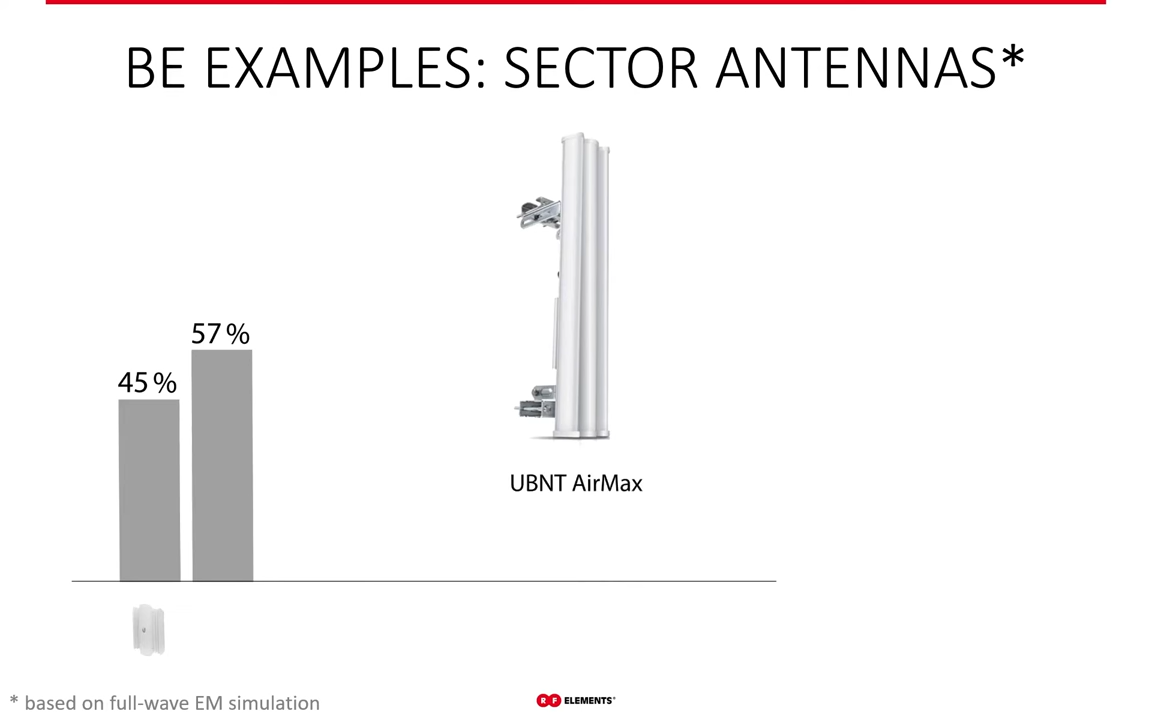 BE EXAMPLES: SECTOR ANTENNAS*
57 %
45 %
UBNT AirMax
* based on full-wave EM simulation
RF ELEMENTS®